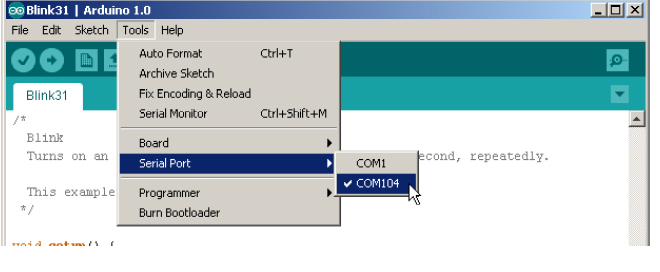 Blink31 | Arduino 1.0
File Edit Sketch Tools Help
Auto Format Ctrl+T
Archive Sketch
Fix Encoding & Reload
Serial Monitor Ctrl+Shift+M
Board
Serial Port
Programmer
Burn Bootloader
COM1
COM104
Blink31
/*
Blink
Turns on an econd, repeatedly.
This example
*/
void setup() {